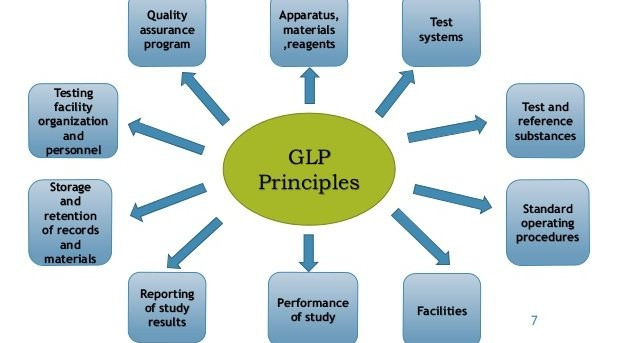 Quality
assurance
program
Apparatus,
materials
,reagents
Test
systems
Testing
facility
organization
and
personnel
Test and
reference
substances
GLP
Principles
Storage
and
retention
of records
and
materials
Standard
operating
procedures
Reporting
of study
results
Performance
of study
Facilities
7